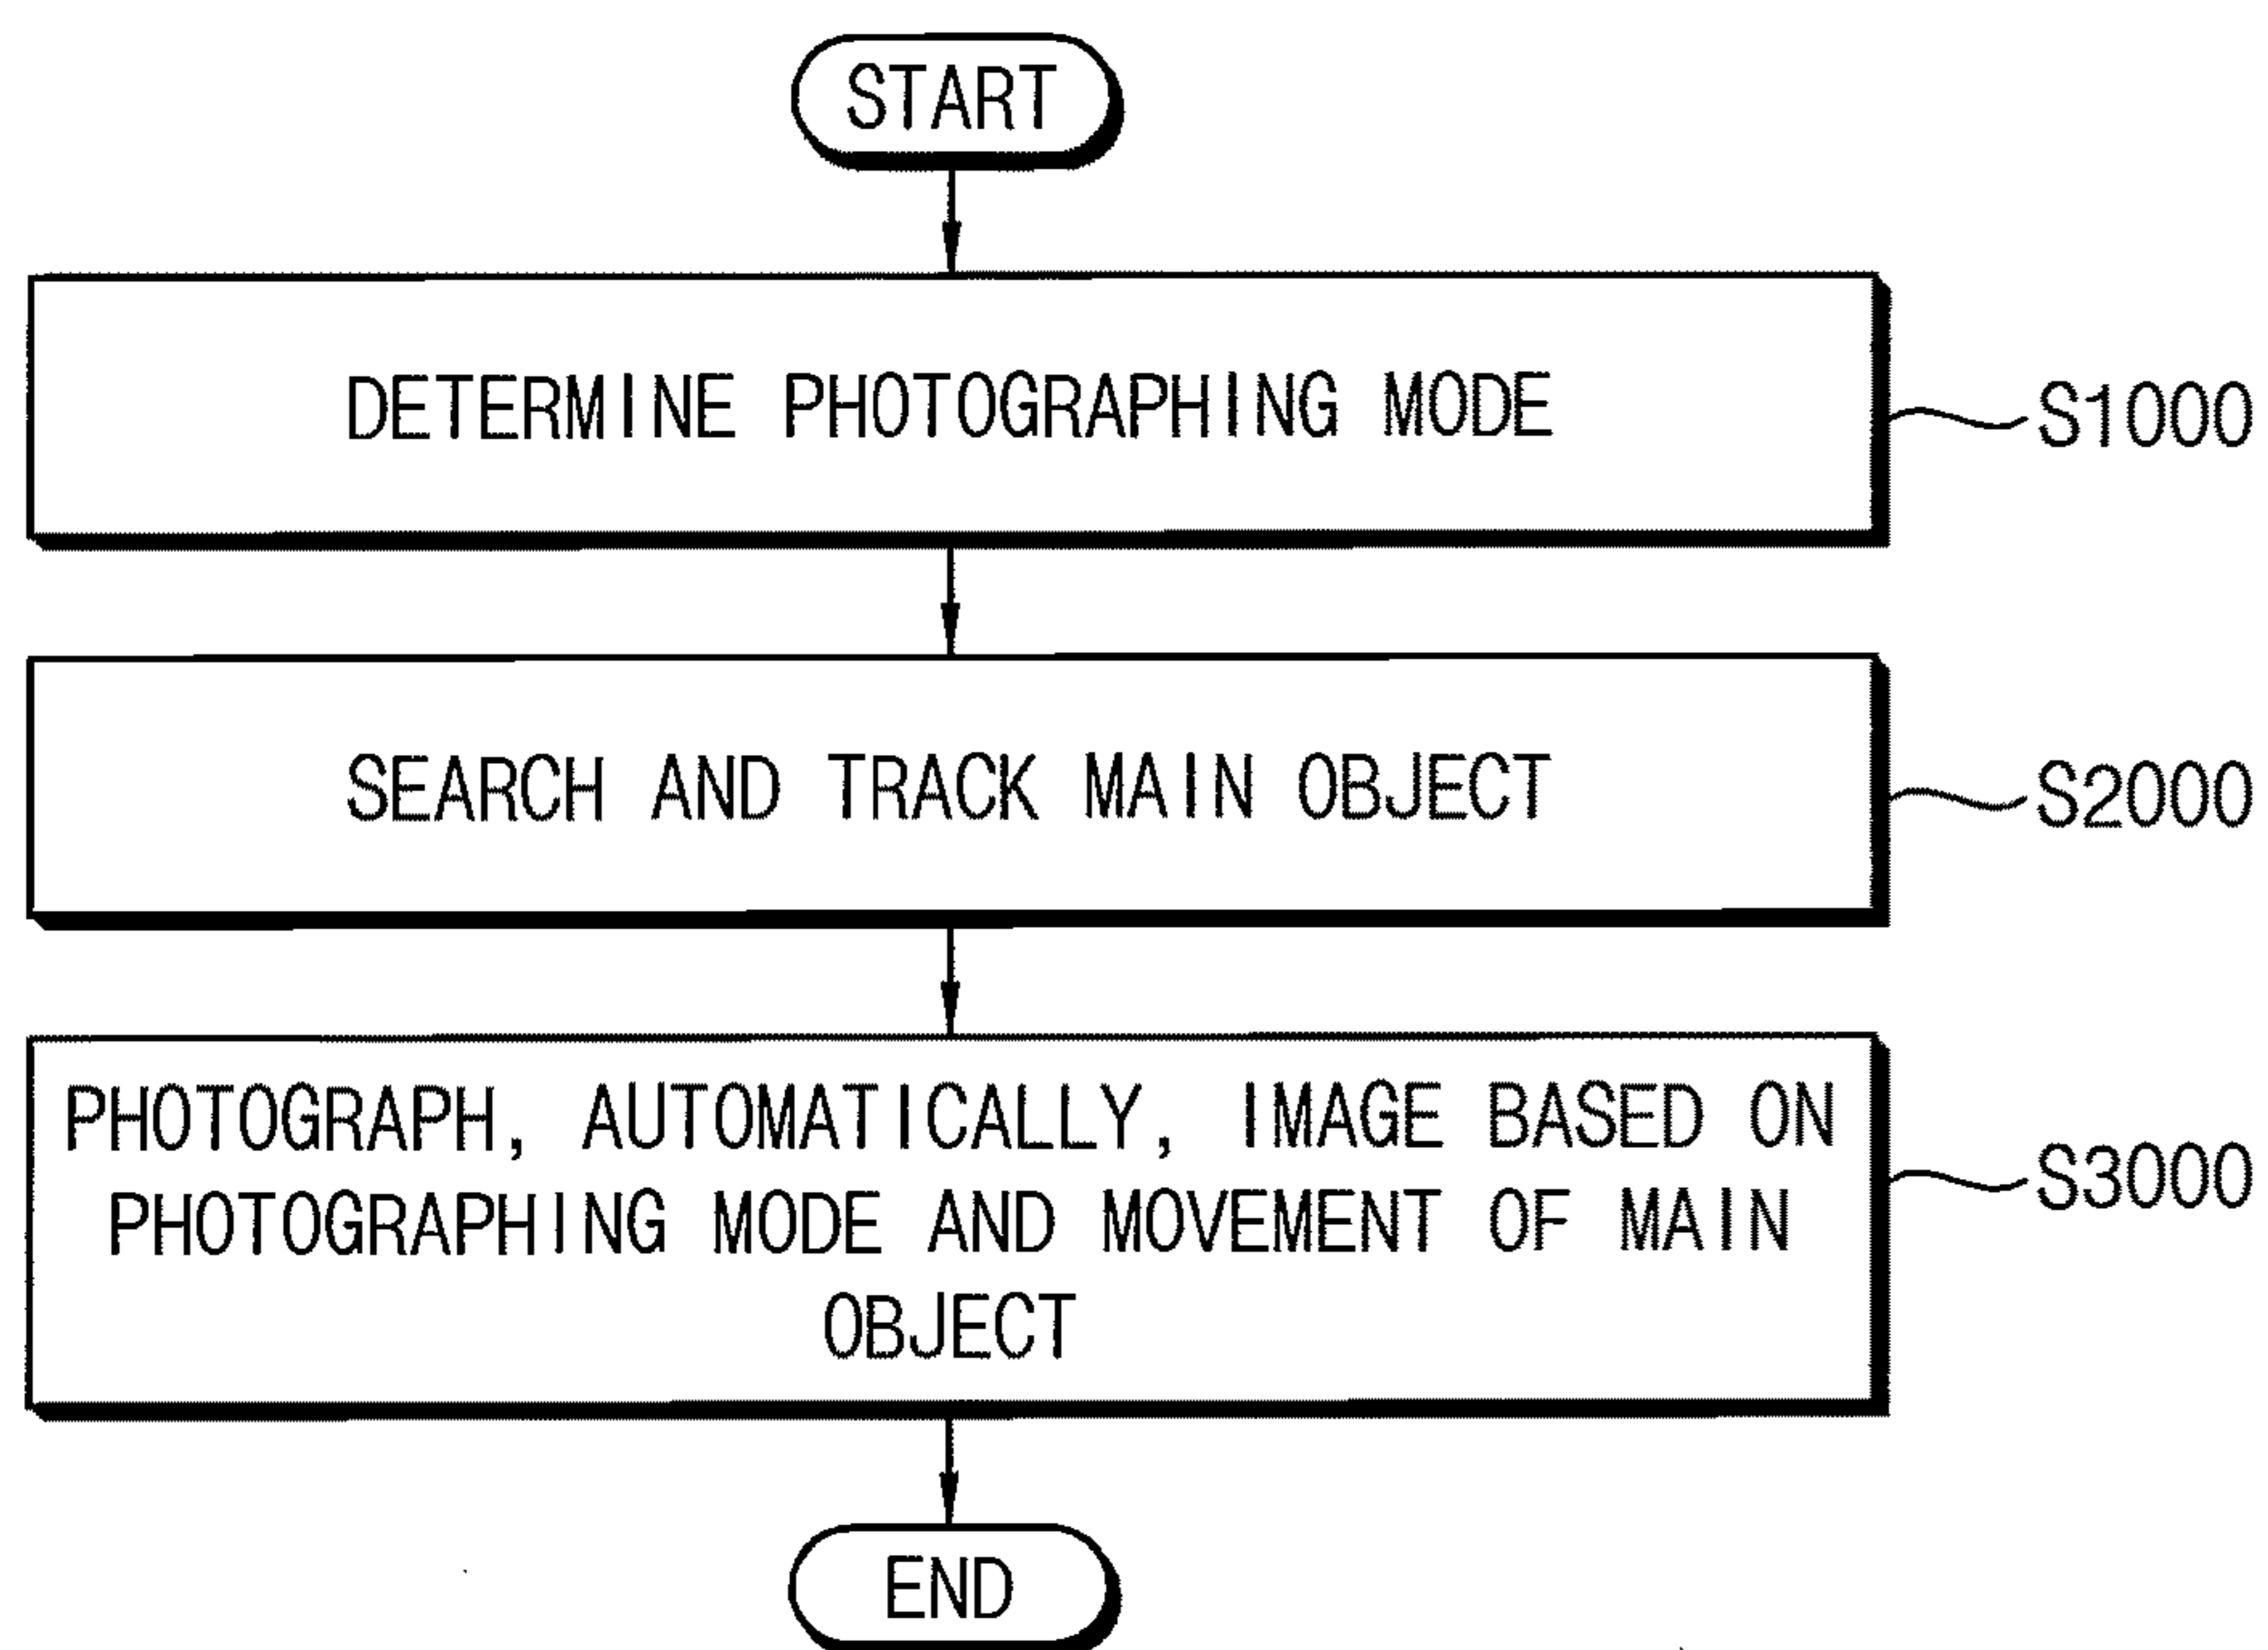 START
DETERMINE PHOTOGRAPHING MODE
S1000
SEARCH AND TRACK MAIN OBJECT
S2000
PHOTOGRAPH, AUTOMATICALLY, IMAGE BASED ON
PHOTOGRAPHING MODE AND MOVEMENT OF MAIN
OBJECT
S3000
END